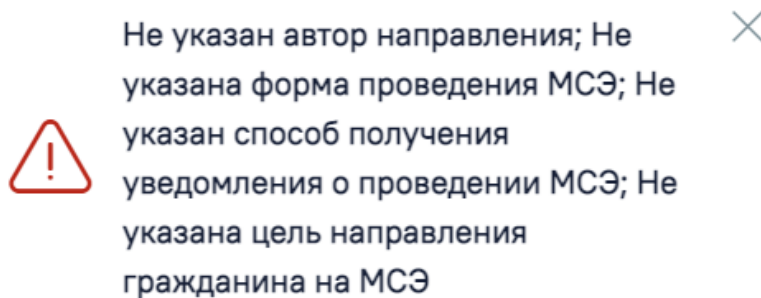 Не указан автор направления; Не
указана форма проведения МСЭ; Не
указан способ получения
уведомления о проведении МСЭ; Не
указана цель направления
гражданина на МСЭ